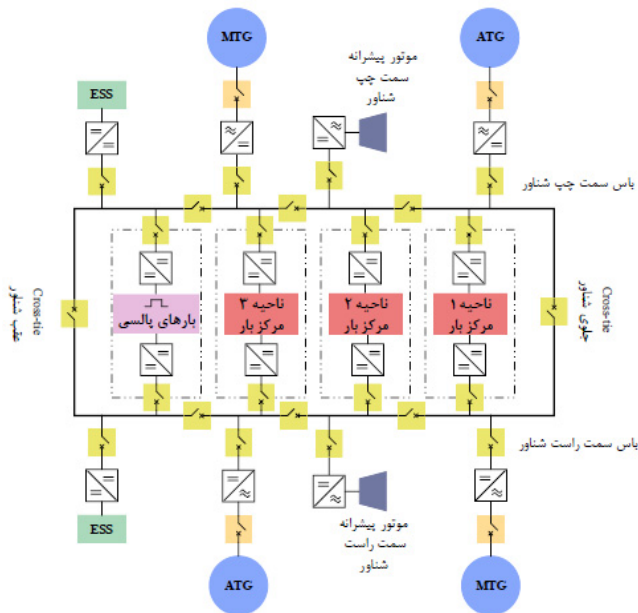 MTG
ATG
موتور پیشرانه
سمت چپ
شناور
ESS
باس سمت چپ شناور
بارهای پالسی
ناحیه ۳
مرکز بار
ناحیه ۲
مرکز بار
ناحیه ۱
مرکز بار
Cross-tie
عقب شناور
Cross-tie
جلوی شناور
باس سمت راست شناور
ESS
موتور پیشرانه
سمت راست
شناور
ATG
MTG